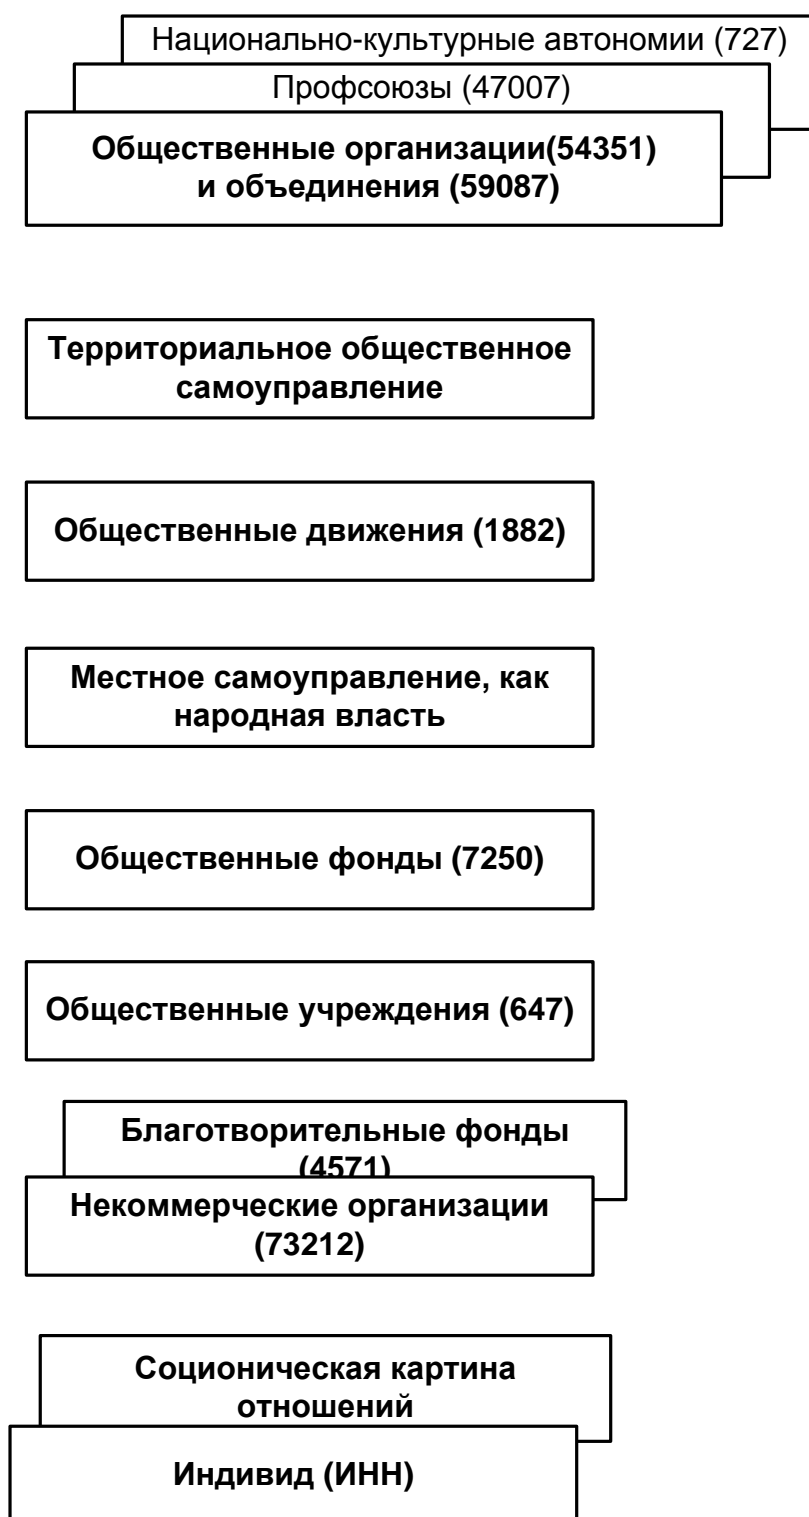 Национально-культурные автономии (727)
Профсоюзы (47007)
Общественные организации(54351)
и объединения (59087)
Территориальное общественное
самоуправление
Общественные движения (1882)
Местное самоуправление, как
народная власть
Общественные фонды (7250)
Общественные учреждения (647)
Благотворительные фонды
(4571)
Некоммерческие организации
(73212)
Соционическая картина
отношений
Индивид (ИНН)